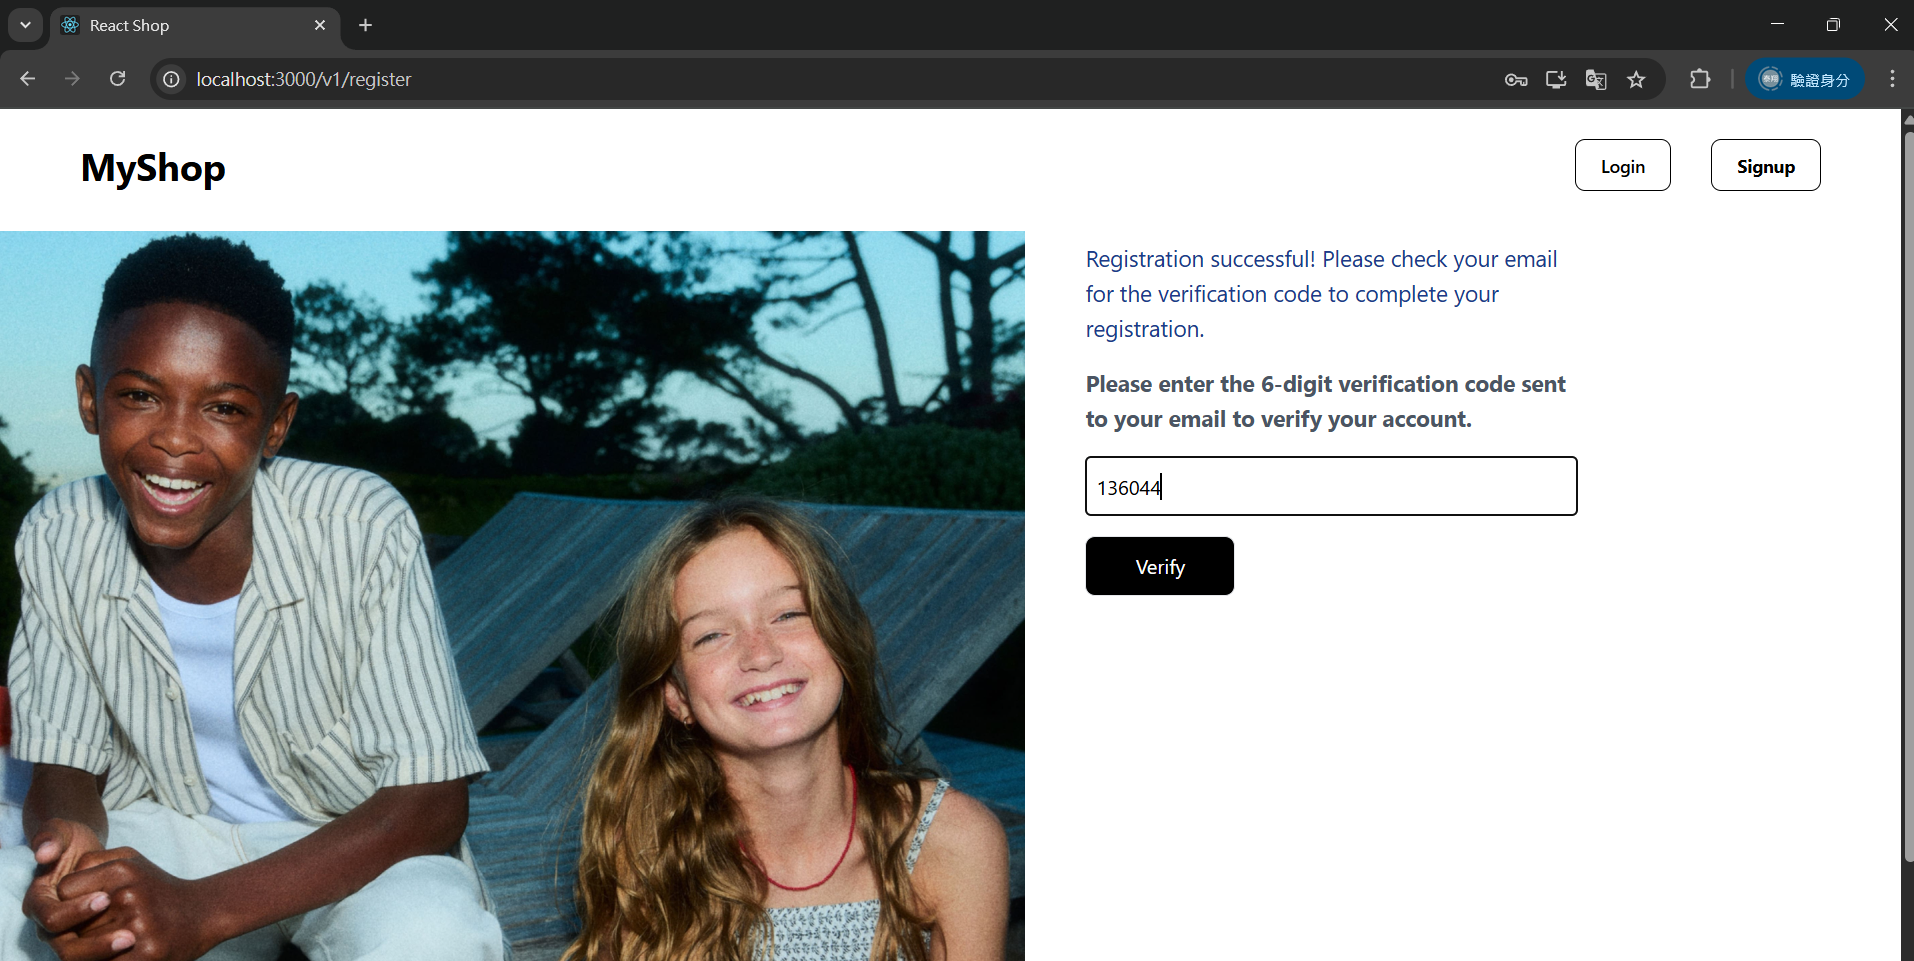 React Shop
localhost:3000/v1/register
驗證身分
MyShop
Login
Signup
Registration successful! Please check your email
for the verification code to complete your
registration.
Please enter the 6-digit verification code sent
to your email to verify your account.
136044
Verify